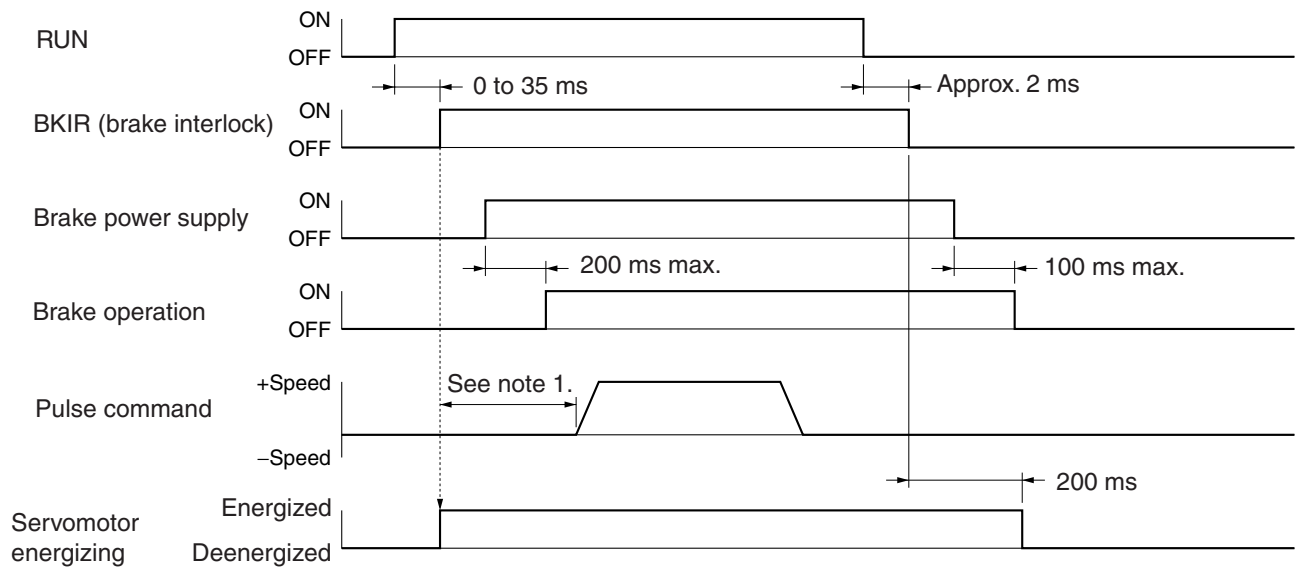 RUN
ON
OFF
0 to 35 ms
Approx. 2 ms
BKIR (brake interlock)
ON
OFF
Brake power supply
ON
OFF
200 ms max.
100 ms max.
Brake operation
ON
OFF
Pulse command
+Speed
See note 1.
−Speed
200 ms
Servomotor
energizing
Energized
Deenergized